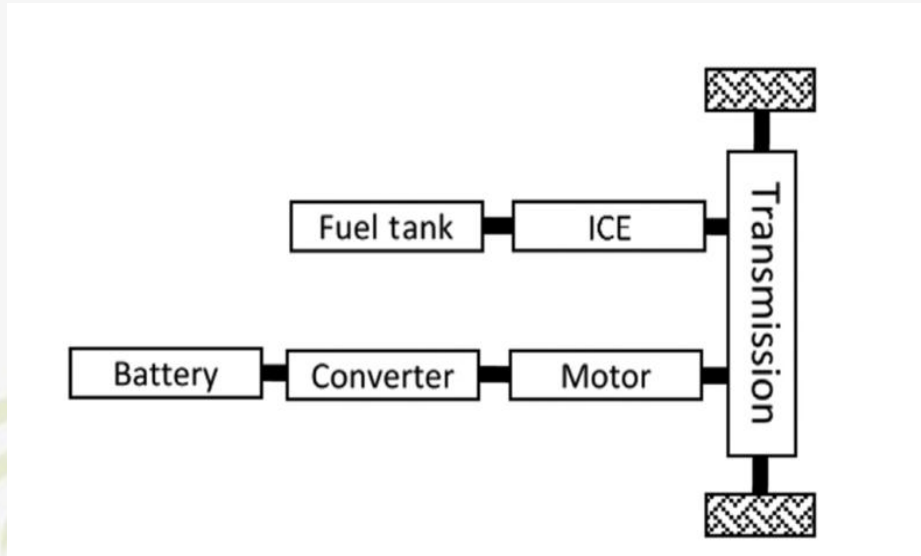 Fuel tank
ICE
Battery
Converter
Motor
Transmission